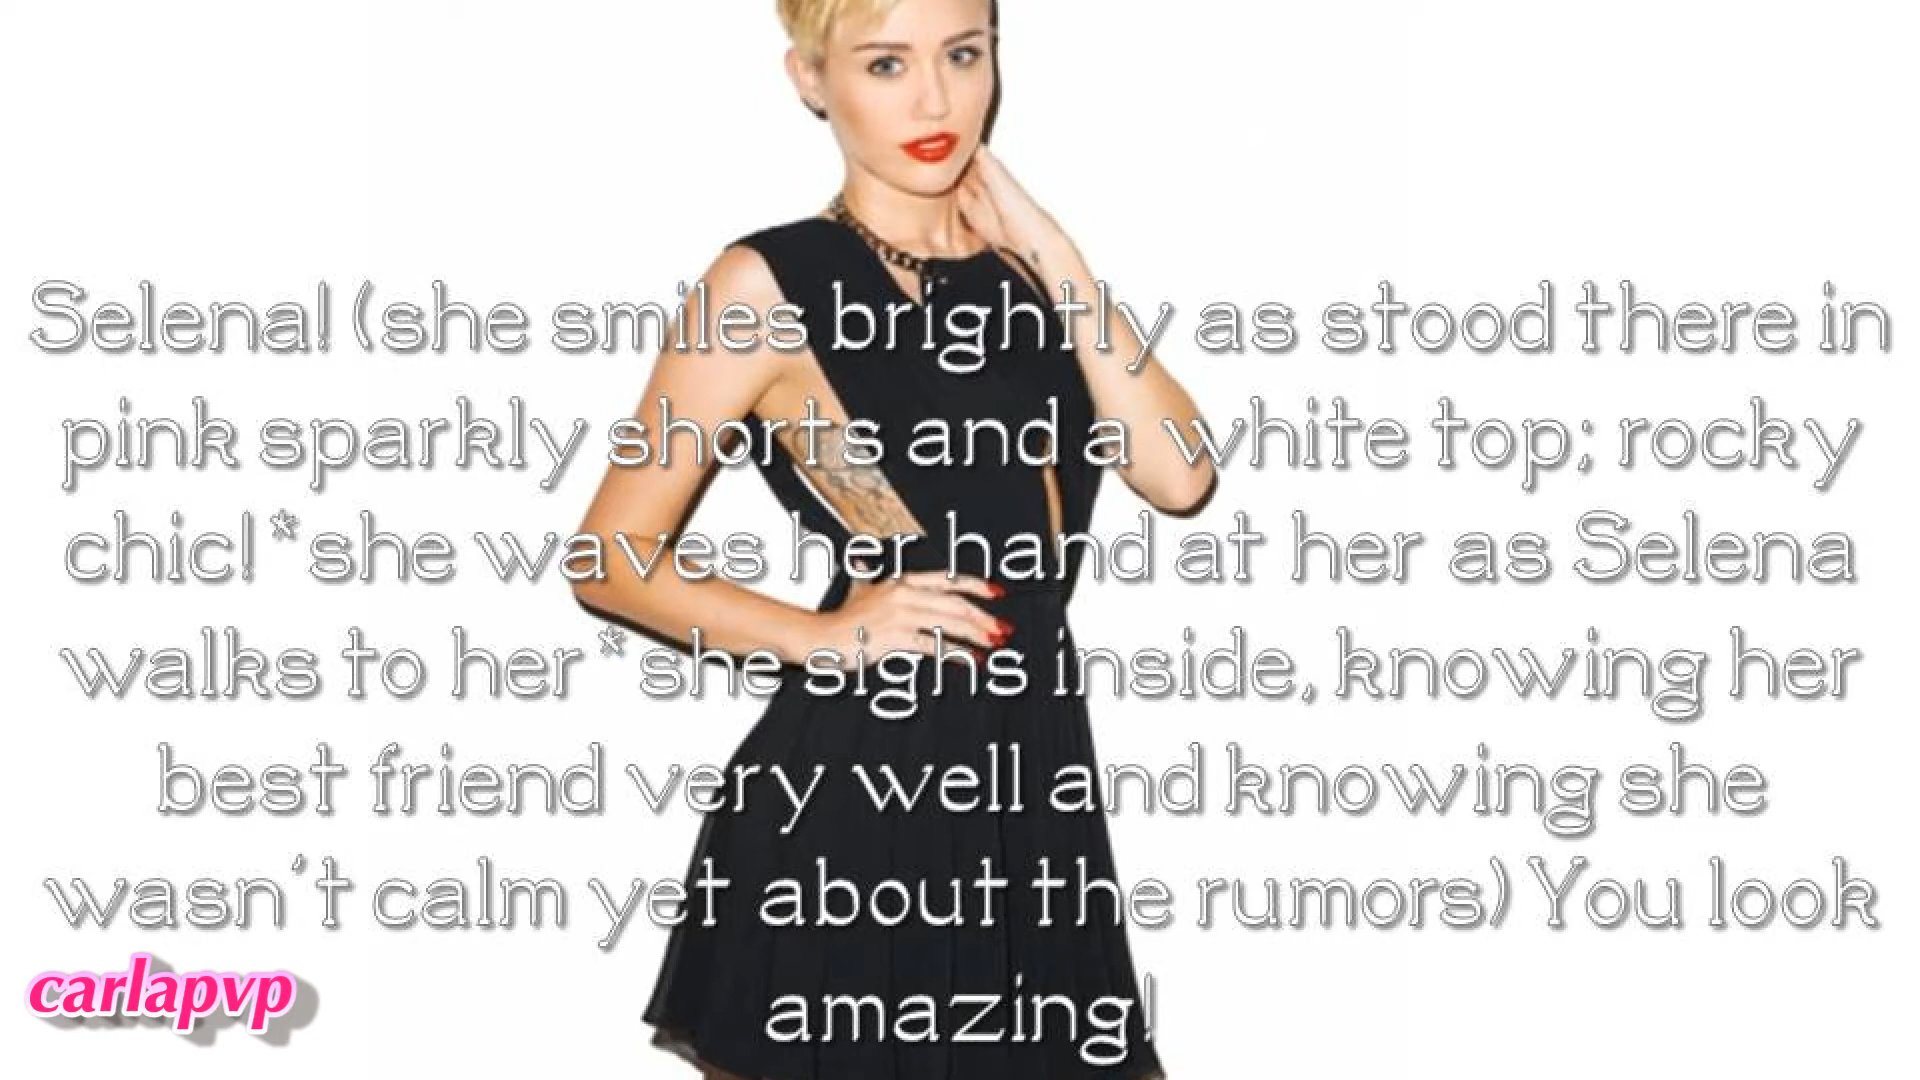 Selena! (she smiles brightly as stood there in
pink sparkly shorts and a white top; rocky
chic! *she waves her hand at her as Selena
walks to her* she sighs inside, knowing her
best friend very well and knowing she
wasn't calm yet about the rumors) You look
amazing!
carlapvp